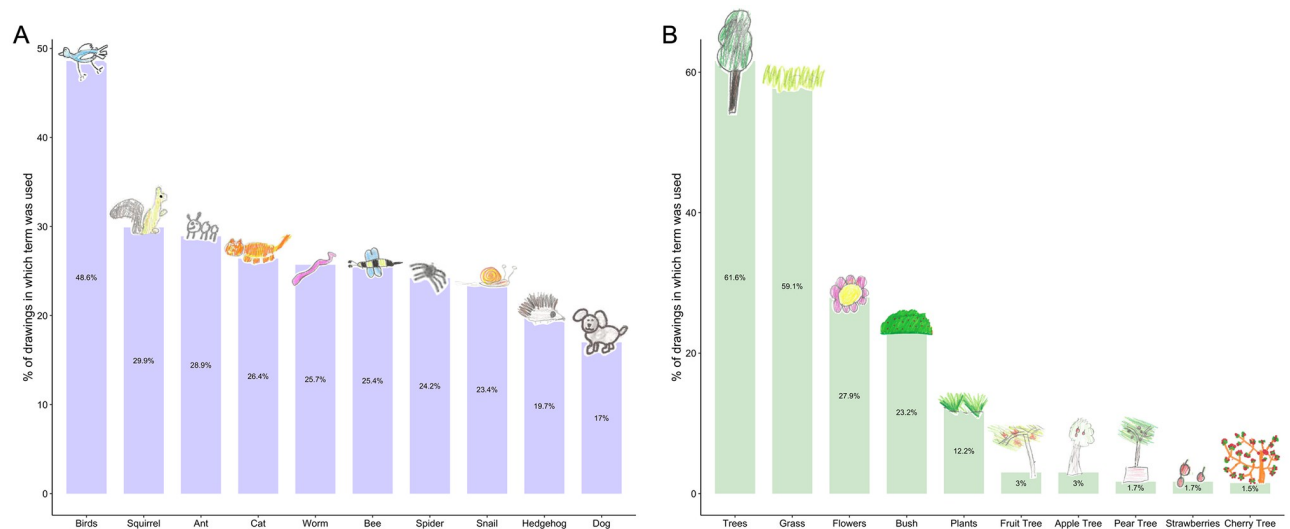 A
% of drawings in which term was used
50
40
30
20
10
0
48.6%
29.9%
28.9%
26.4%
25.7%
25.4%
24.2%
23.4%
19.7%
17%
Birds
Squirrel
Ant
Cat
Worm
Bee
Spider
Snail
Hedgehog
Dog
B
% of drawings in which term was used
60
40
20
0
61.6%
59.1%
27.9%
23.2%
12.2%
3%
3%
1.7%
1.7%
1.5%
Trees
Grass
Flowers
Bush
Plants
Fruit Tree
Apple Tree
Pear Tree
Strawberries
Cherry Tree